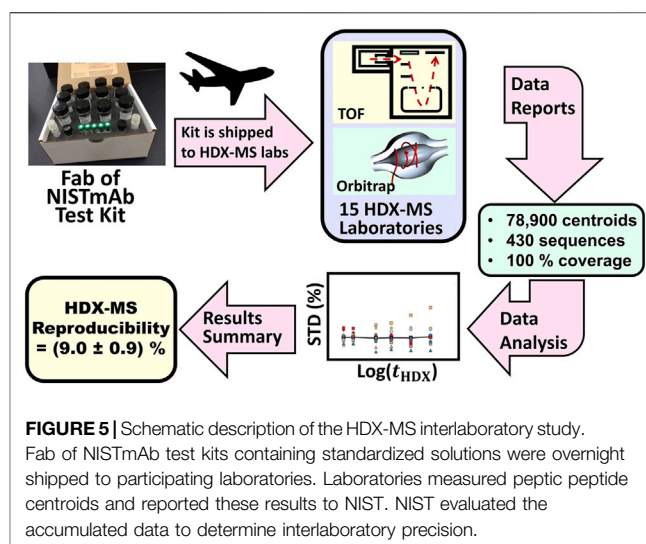 Fab of
NISTmAb
Test Kit
Kit is shipped
to HDX-MS labs
TOF
Orbitrap
15 HDX-MS
Laboratories
Data
Reports
• 78,900 centroids
• 430 sequences
• 100 % coverage
Data
Analysis
STD (%)
Log(tHDX)
Results
Summary
HDX-MS
Reproducibility
= (9.0 ± 0.9) %
FIGURE 5 | Schematic description of the HDX-MS interlaboratory study.
Fab of NISTmAb test kits containing standardized solutions were overnight
shipped to participating laboratories. Laboratories measured peptic peptide
centroids and reported these results to NIST. NIST evaluated the
accumulated data to determine interlaboratory precision.